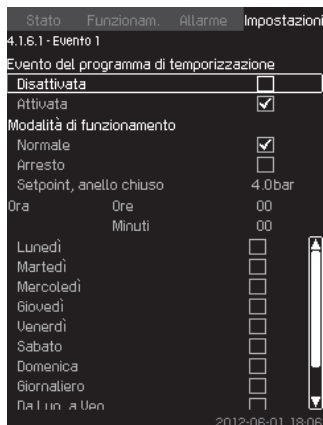 Stato Funzionam. Allarme Impostazioni
4.1.6.1 - Evento 1
Evento del programma di temporizzazione
Disattivata
Attivata
Modalità di funzionamento
Normale
Arresto
Setpoint, anello chiuso 4.0bar
Ora Ore 00
Minuti 00
Lunedì
Martedì
Mercoledì
Giovedì
Venerdì
Sabato
Domenica
Giornaliero
Da Lun. a Ven.
2012-06-01 18:06